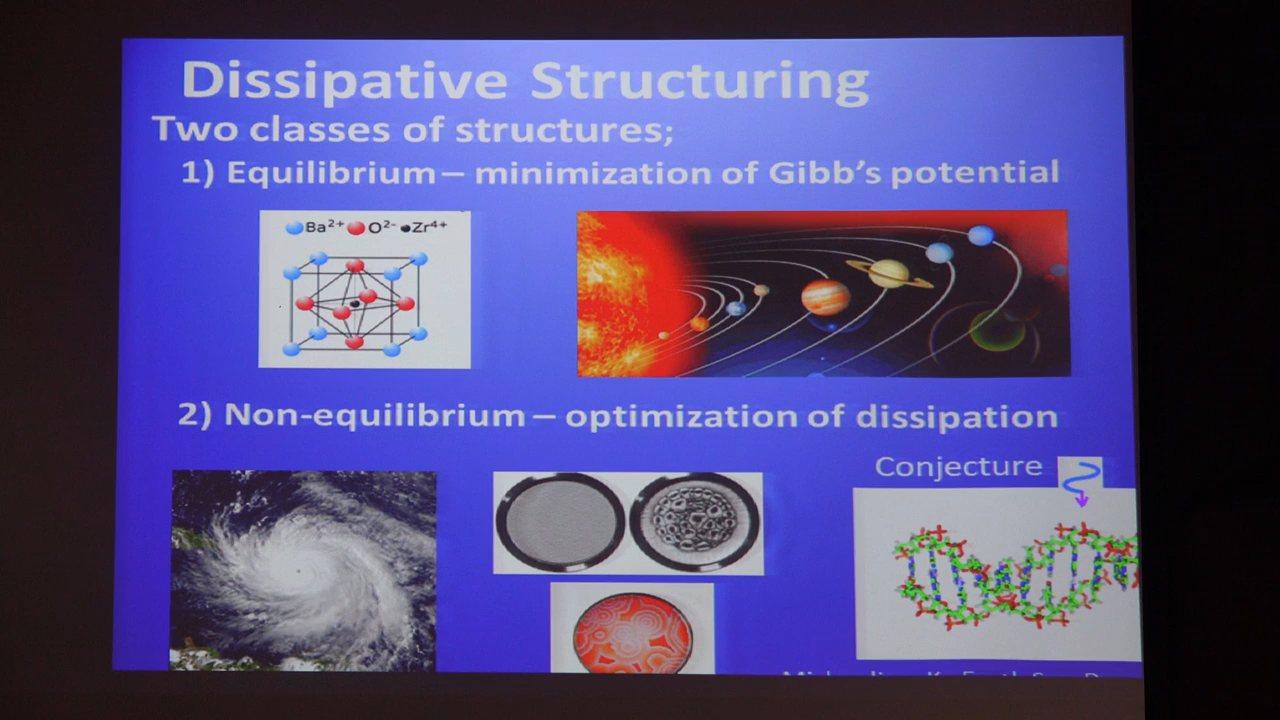 Dissipative Structuring
Two classes of structures;
1) Equilibrium – minimization of Gibb's potential
Ba²⁺ O²⁻ Zr⁴⁺
2) Non-equilibrium – optimization of dissipation
Conjecture